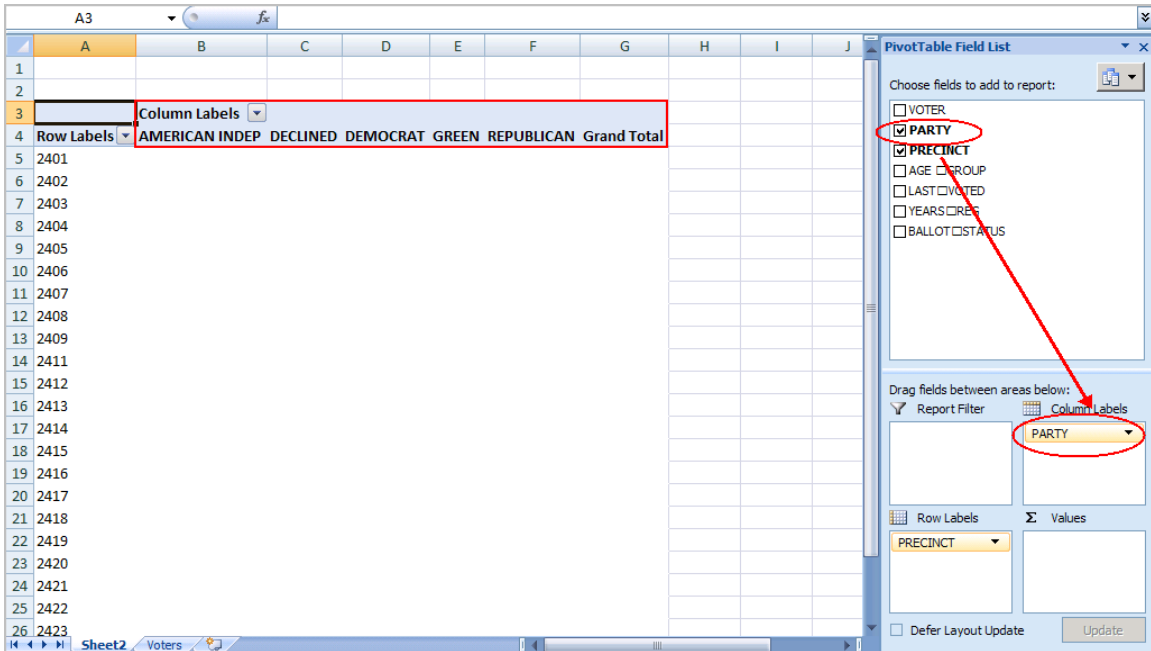 A3 fx
A B C D E F G H I J PivotTable Field List
1
2
Choose fields to add to report:
3 Column Labels
4 Row Labels AMERICAN INDEP DECLINED DEMOCRAT GREEN REPUBLICAN Grand Total
5 2401
6 2402
7 2403
8 2404
9 2405
10 2406
11 2407
12 2408
13 2409
14 2411
15 2412
16 2413
17 2414
18 2415
19 2416
20 2417
21 2418
22 2419
23 2420
24 2421
25 2422
26 2423
Sheet2 Voters
VOTER
PARTY
PRECINCT
AGE □GROUP
LAST□VOTED
YEARS□REG
BALLOT□STATUS
Drag fields between areas below:
Report Filter Column Labels
PARTY
Row Labels Σ Values
PRECINCT
Defer Layout Update Update